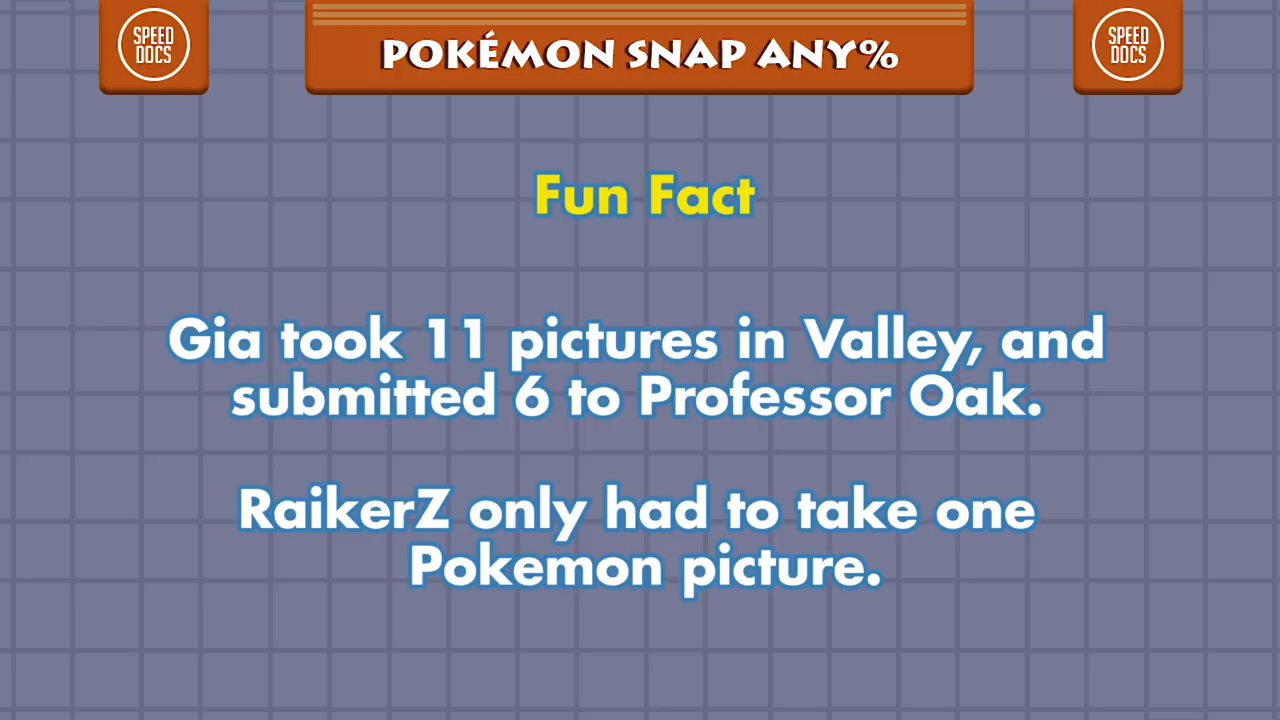 SPEED
DOCS
POKÉMON SNAP ANY%
SPEED
DOCS
Fun Fact
Gia took 11 pictures in Valley, and
submitted 6 to Professor Oak.
RaikerZ only had to take one
Pokemon picture.